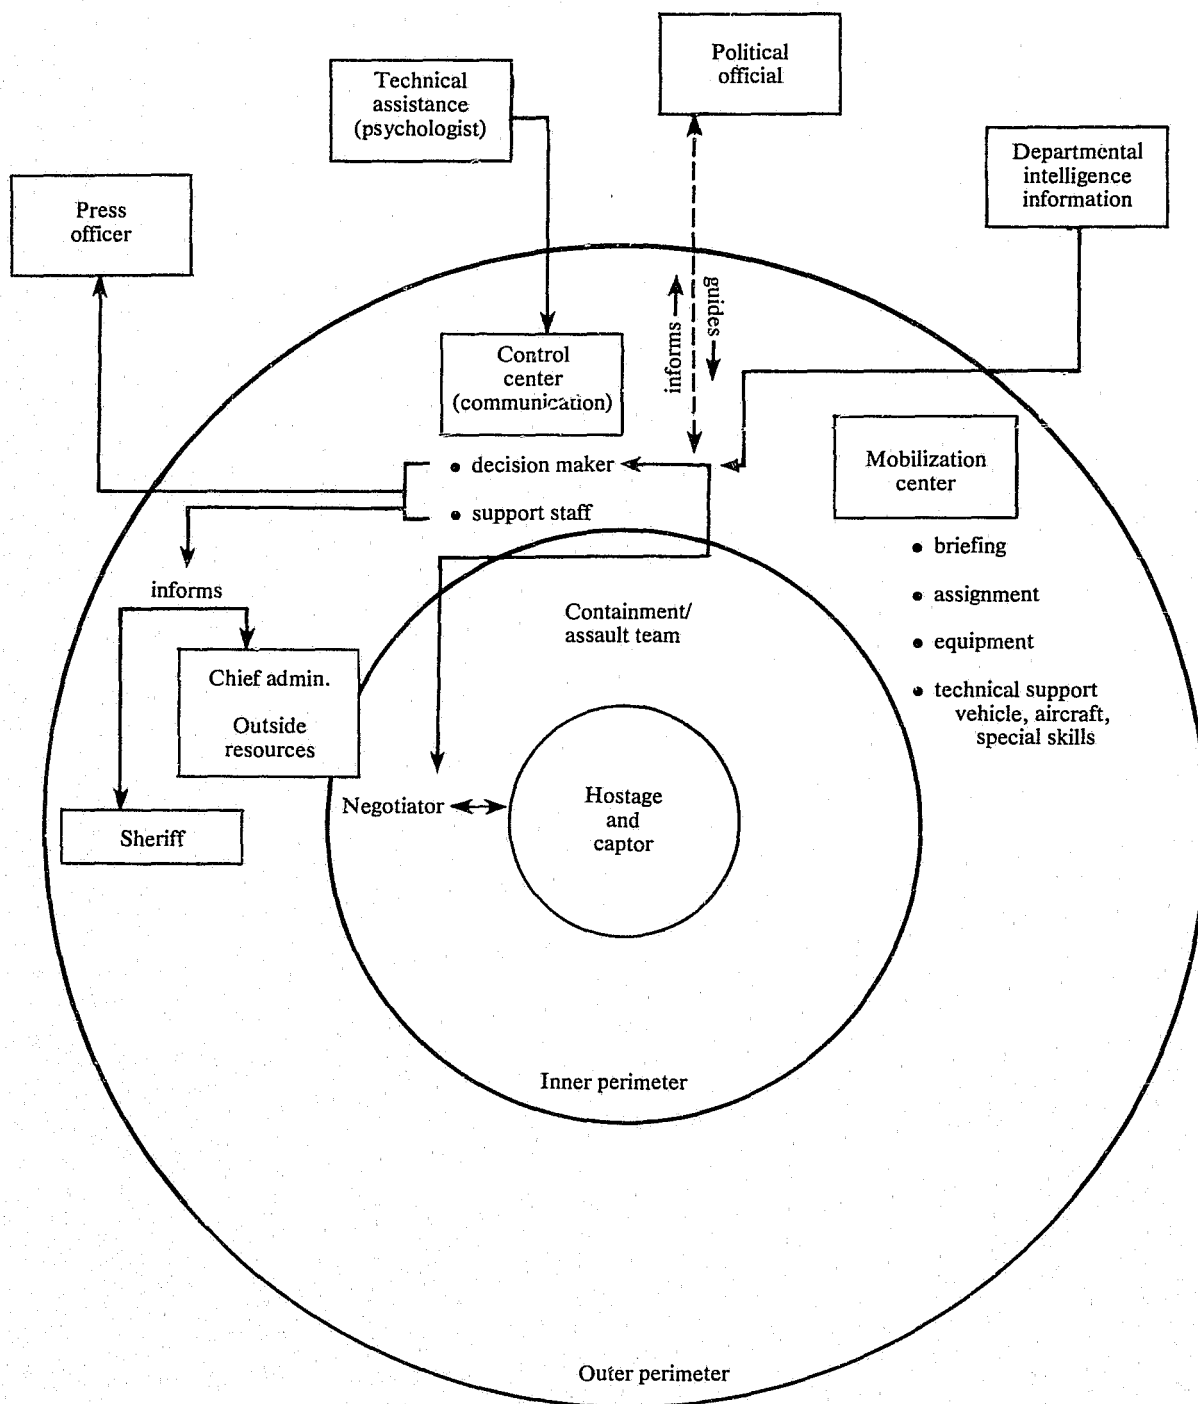 Political
official
Technical
assistance
(psychologist)
Departmental
intelligence
information
Press
officer
informs
guides
Control
center
(communication)
• decision maker
• support staff
Mobilization
center
• briefing
• assignment
• equipment
• technical support
vehicle, aircraft,
special skills
informs
Containment/
assault team
Chief admin.
Outside
resources
Negotiator
Hostage
and
captor
Sheriff
Inner perimeter
Outer perimeter